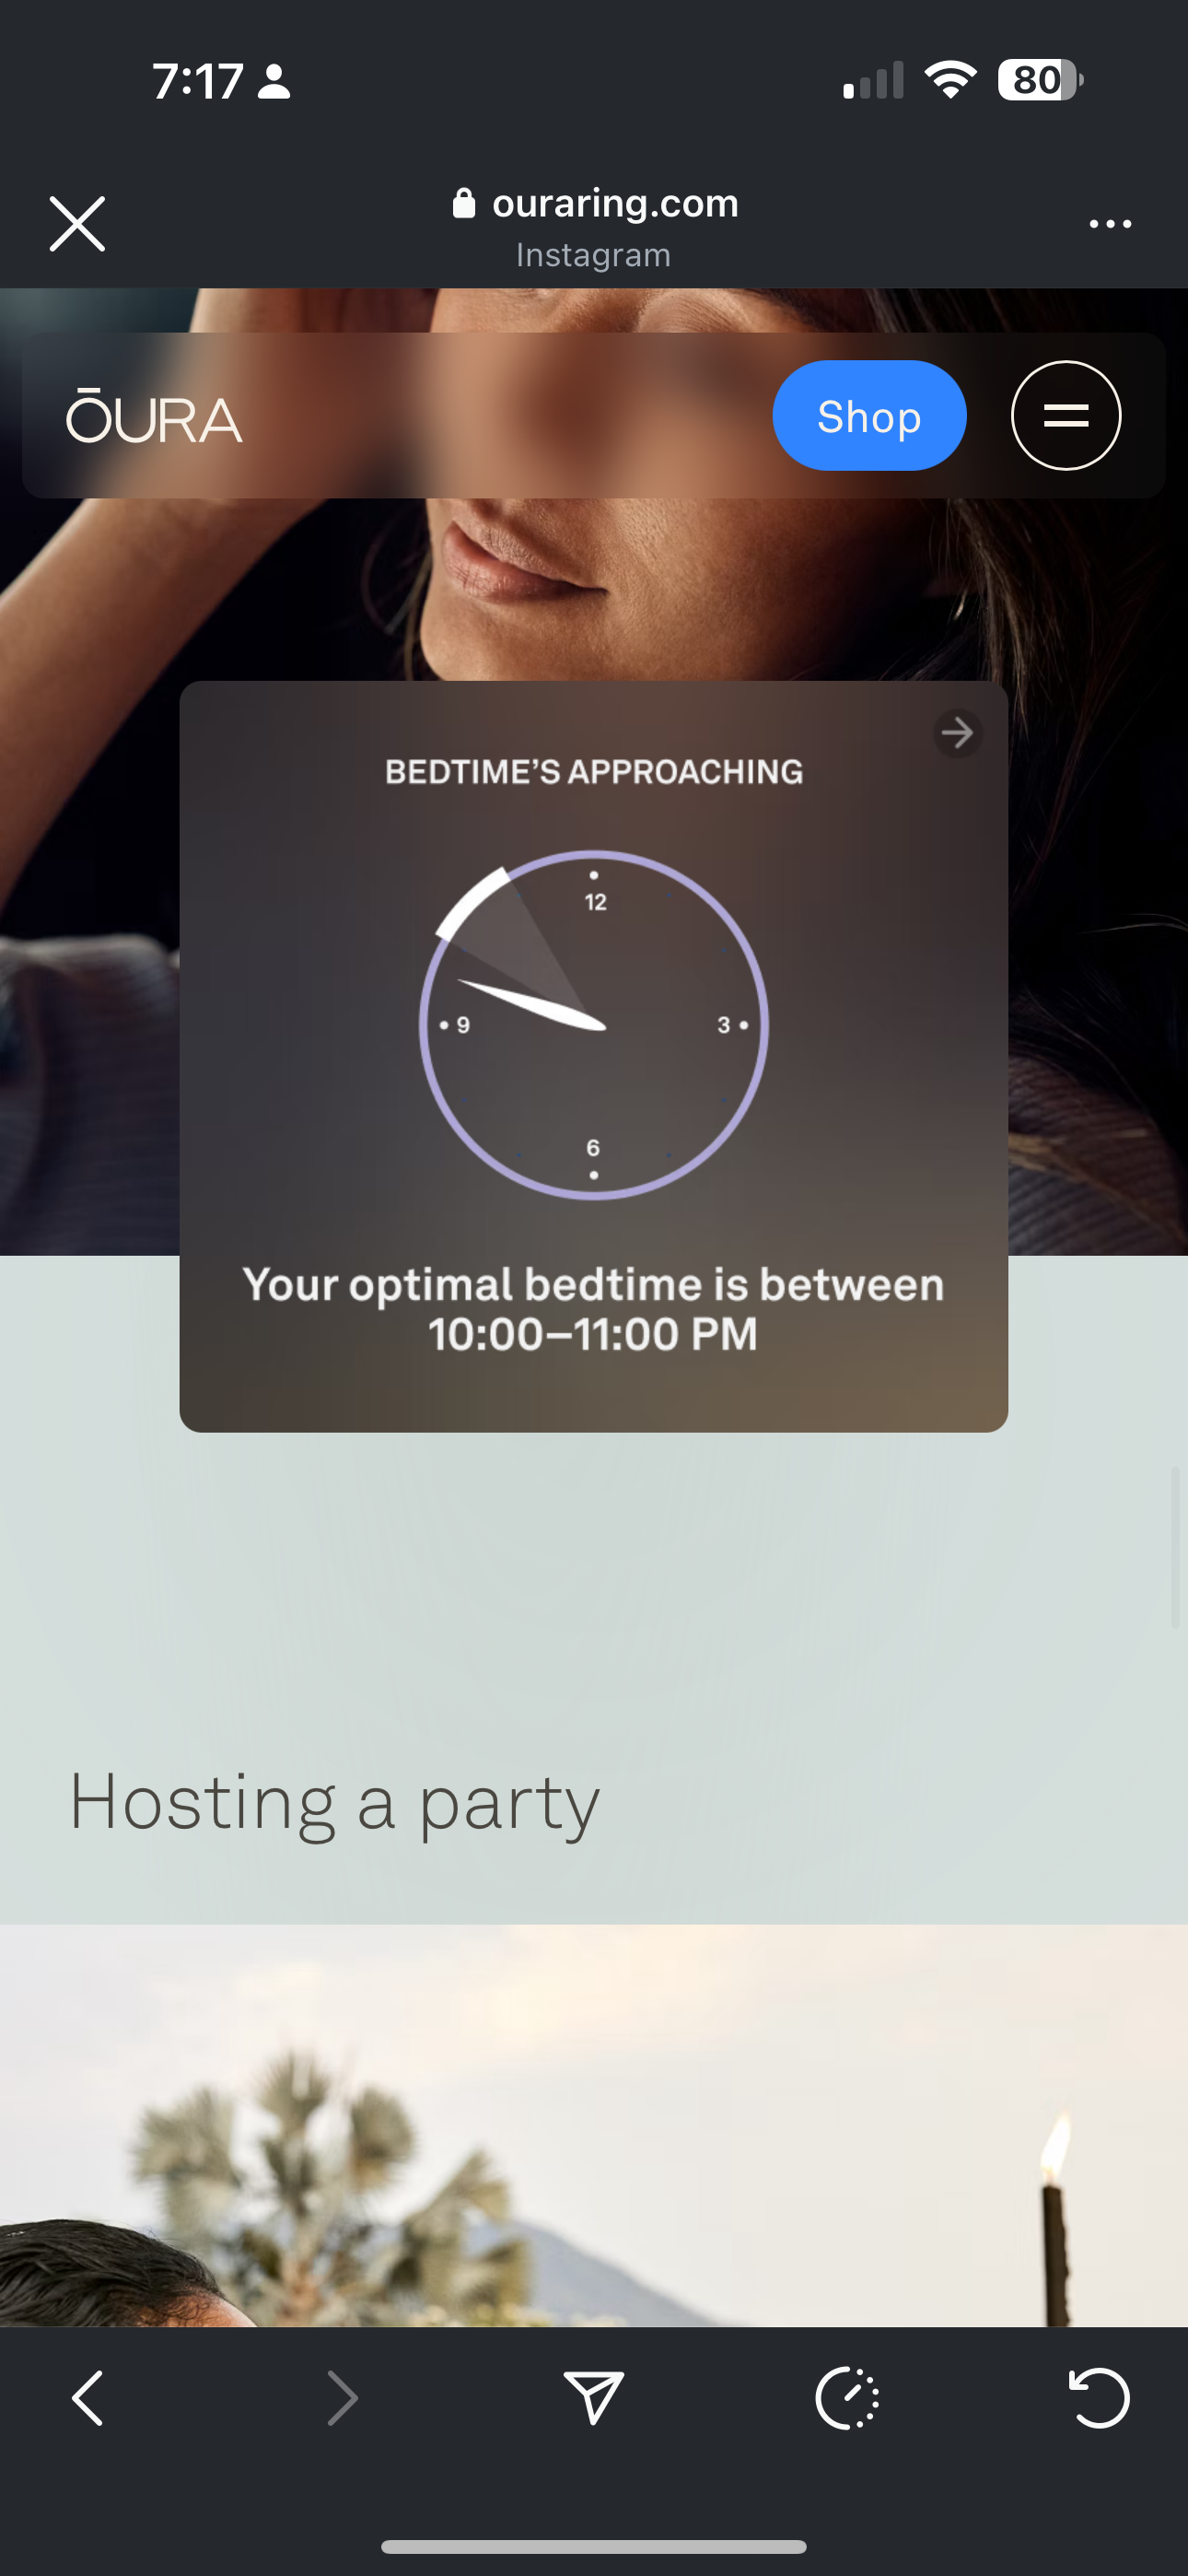 7:17
80
ouraring.com
Instagram
ŌURA
Shop
BEDTIME’S APPROACHING
12
9
3
6
Your optimal bedtime is between
10:00–11:00 PM
Hosting a party